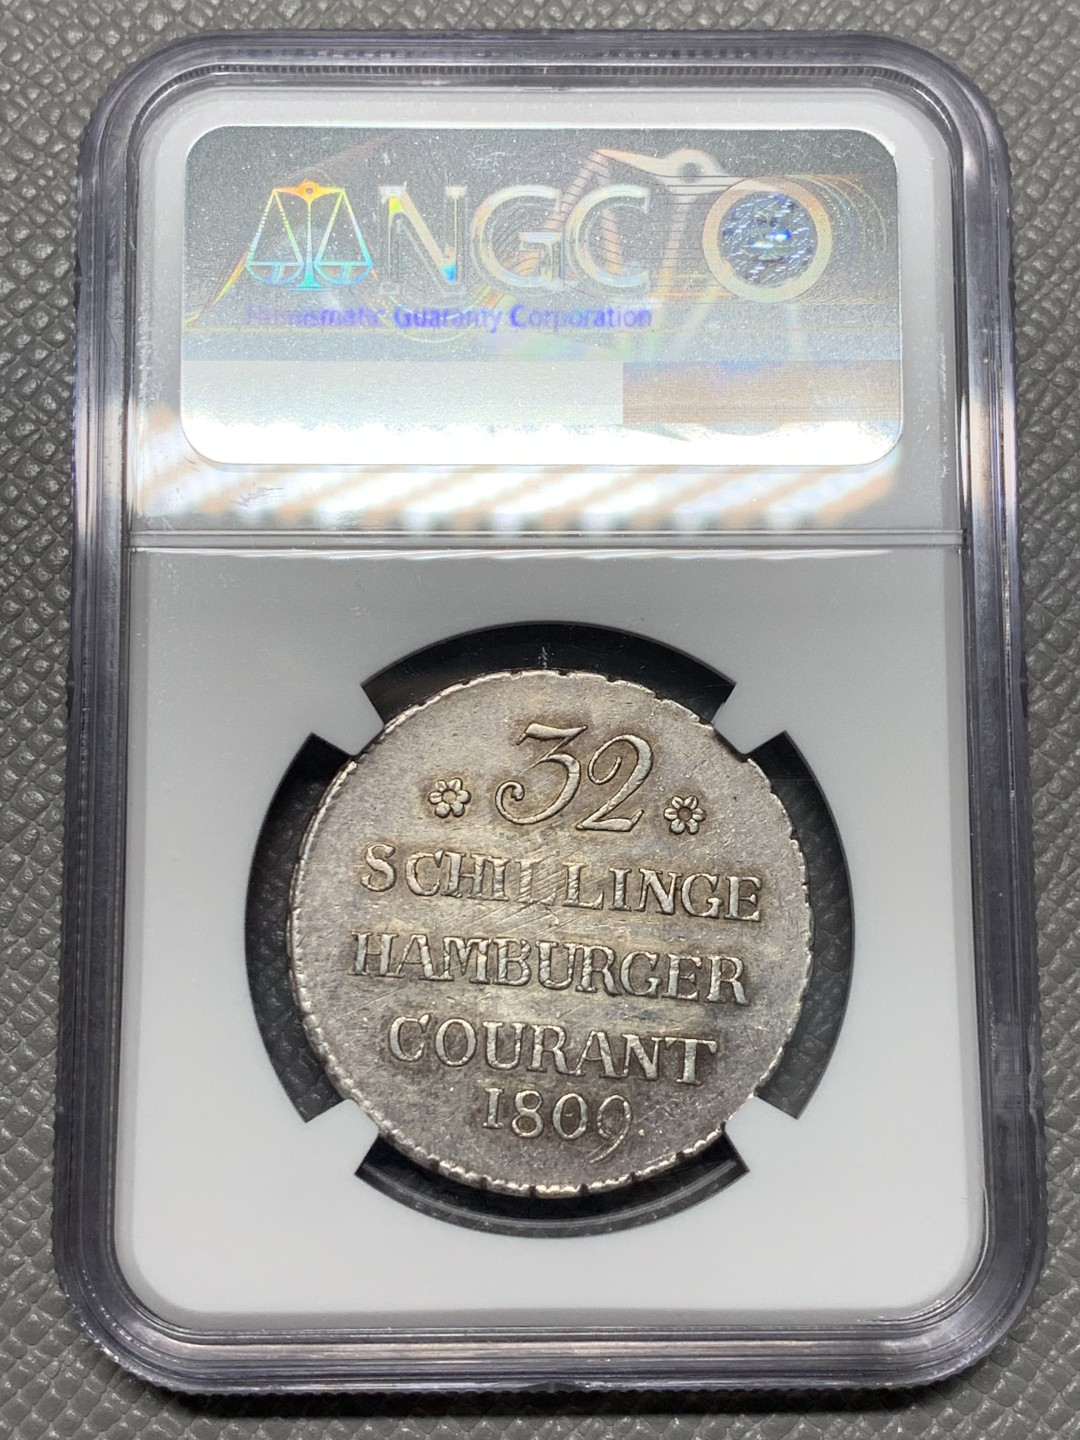 NGC
Numismatic Guaranty Corporation
32
SCHILLINGE
HAMBURGER
COURANT
1809.